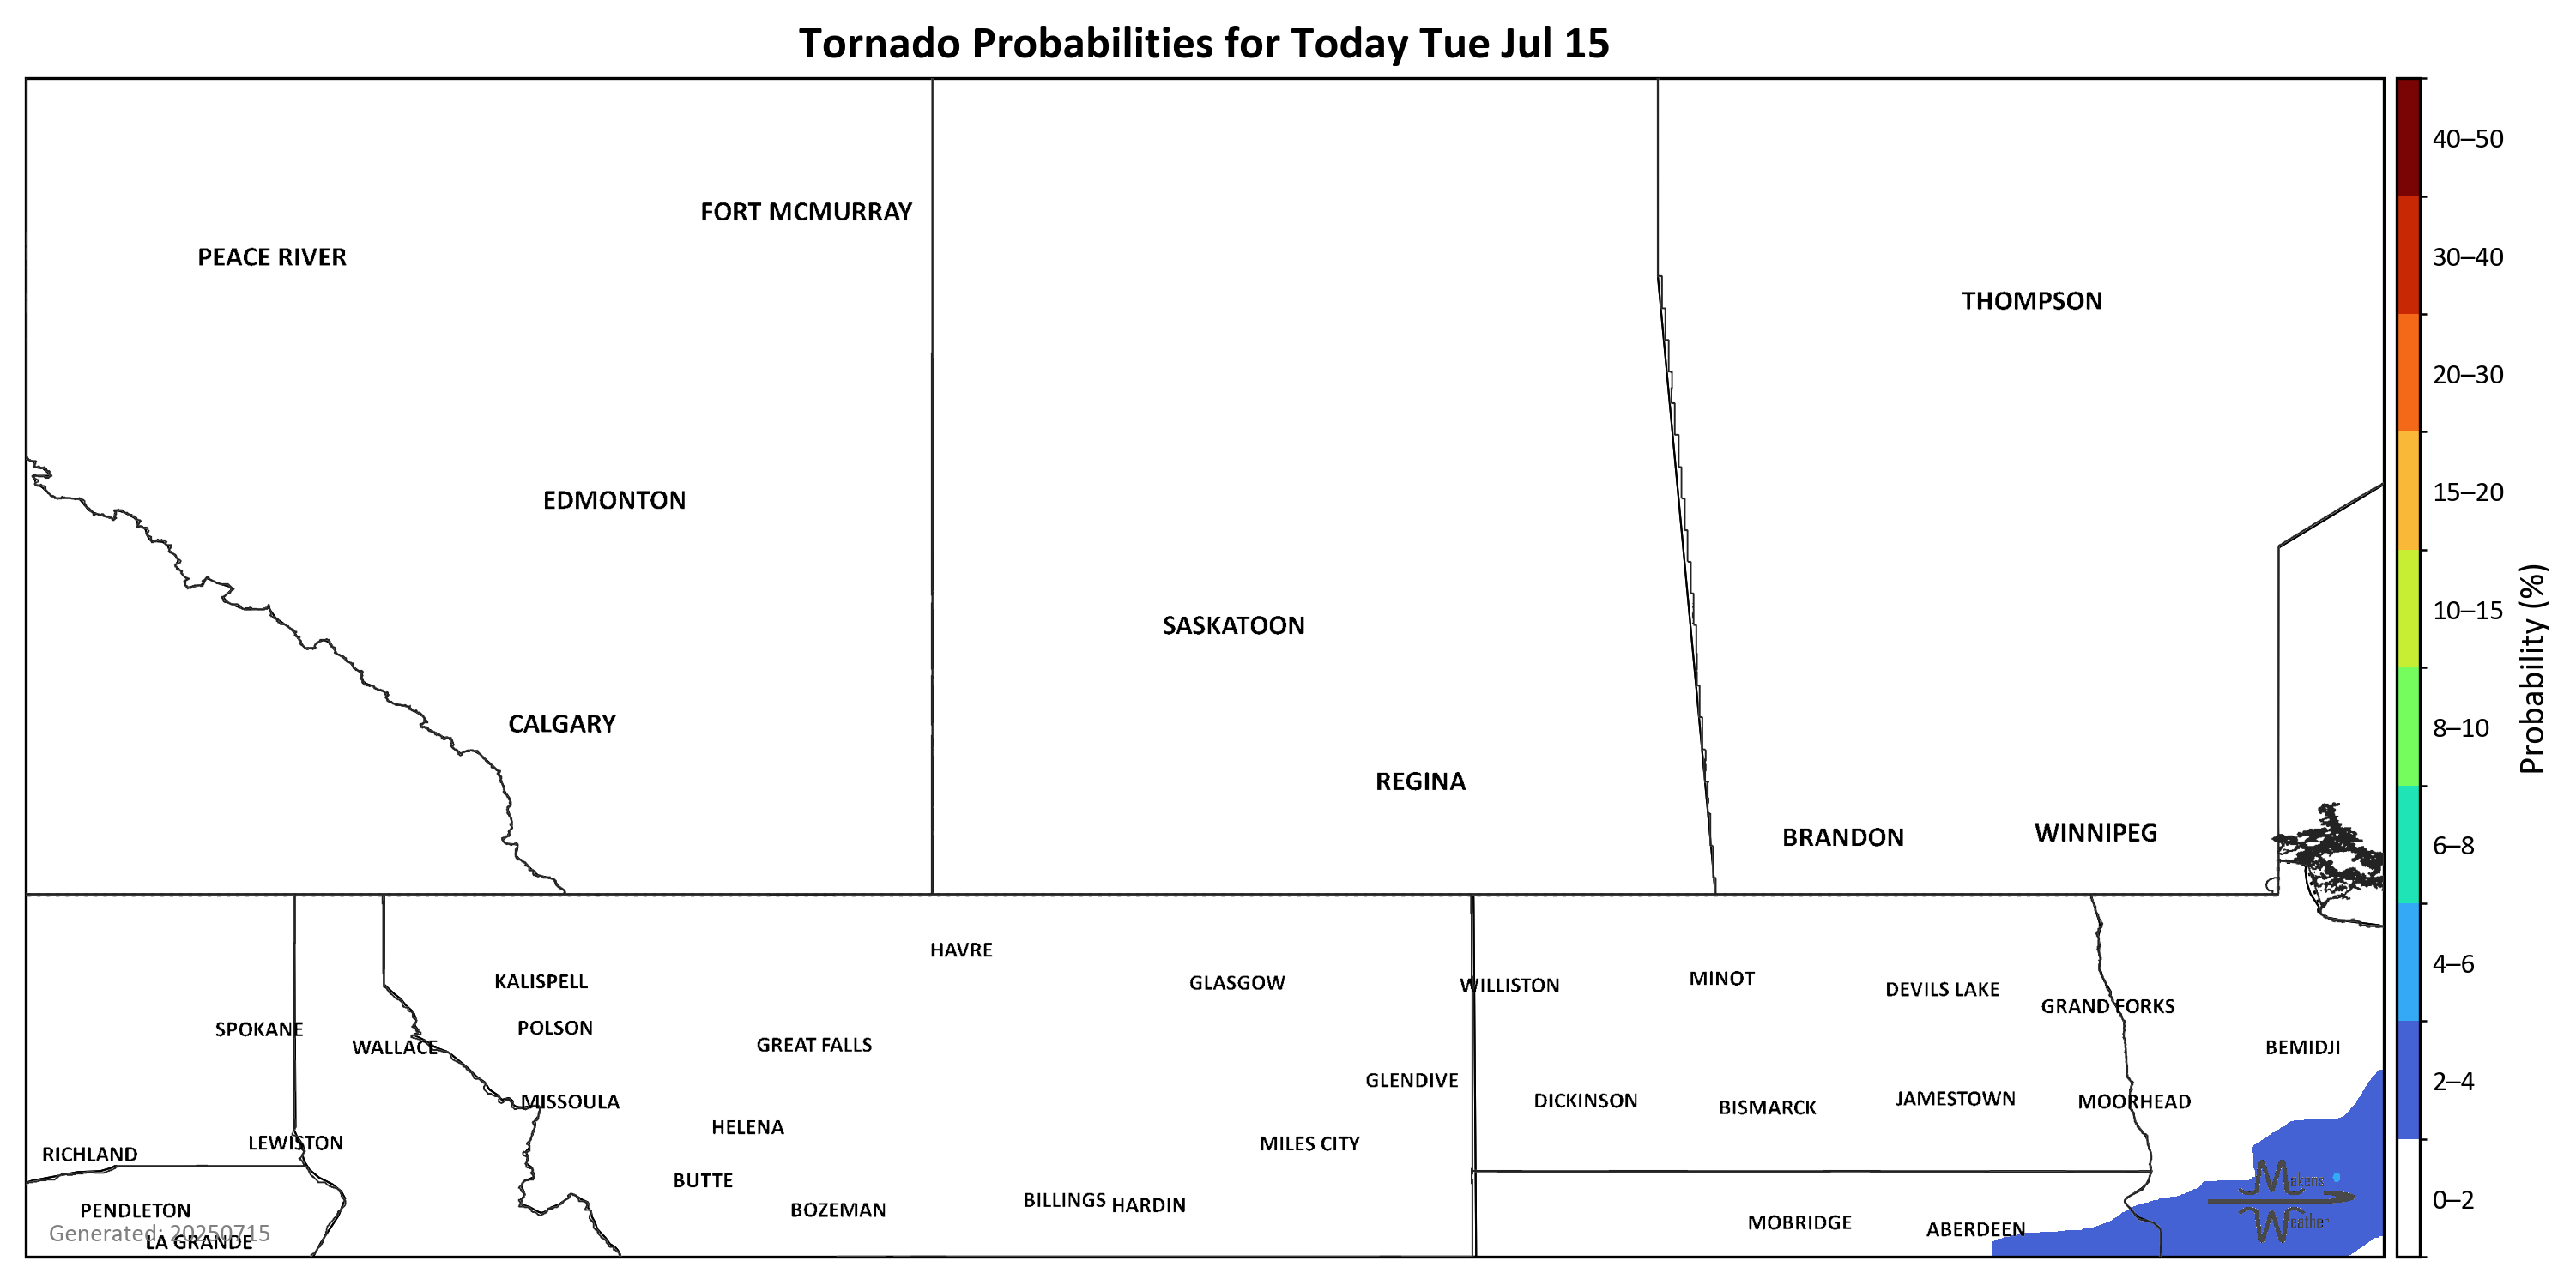 Tornado Probabilities for Today Tue Jul 15
FORT MCMURRAY
PEACE RIVER
THOMPSON
EDMONTON
SASKATOON
CALGARY
REGINA
BRANDON
WINNIPEG
HAVRE
KALISPELL
GLASGOW
WILLISTON
MINOT
DEVILS LAKE
GRAND FORKS
SPOKANE
POLSON
WALLACE
GREAT FALLS
BEMIDJI
GLENDIVE
MISSOULA
DICKINSON
BISMARCK
JAMESTOWN
MOORHEAD
HELENA
LEWISTON
MILES CITY
RICHLAND
BUTTE
BILLINGS
HARDIN
PENDLETON
BOZEMAN
MOBRIDGE
ABERDEEN
Generated: 20250715
LA GRANDE
Mokena
Weather
40–50
30–40
20–30
15–20
10–15
8–10
6–8
4–6
2–4
0–2
Probability (%)